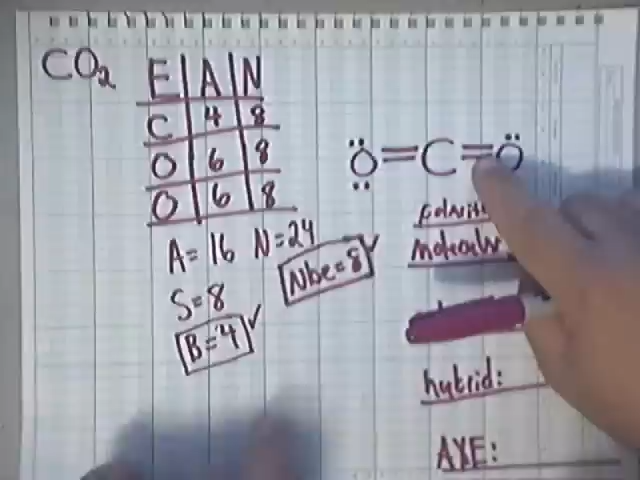 CO₂
E A N
C 4 8
O 6 8
O 6 8
A=16 N=24
S=8
B=4 ✓
Nbe=8 ✓
O=C=O
hybrid:
AXE: